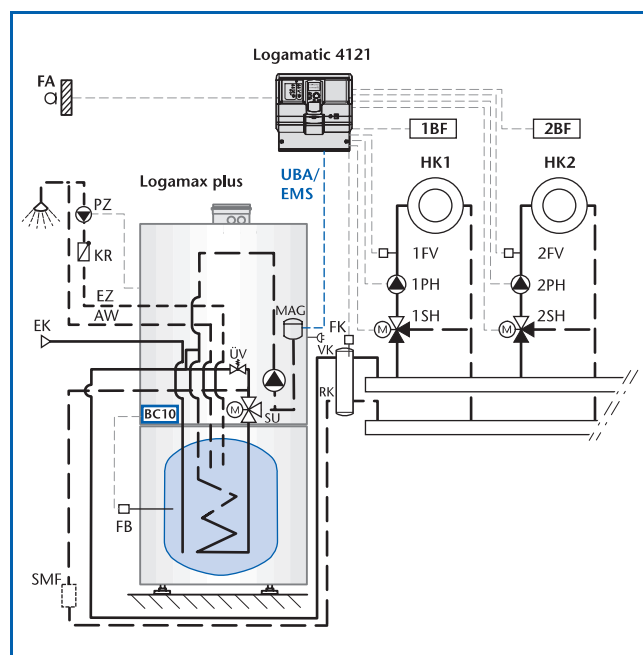 Logamatic 4121
FA
1BF
2BF
UBA/
EMS
HK1
HK2
Logamax plus
PZ
KR
1FV
2FV
1PH
2PH
EZ
AW
MAG
FK
1SH
2SH
EK
ÜV
VK
M
M
RK
BC10
M
SU
FB
SMF